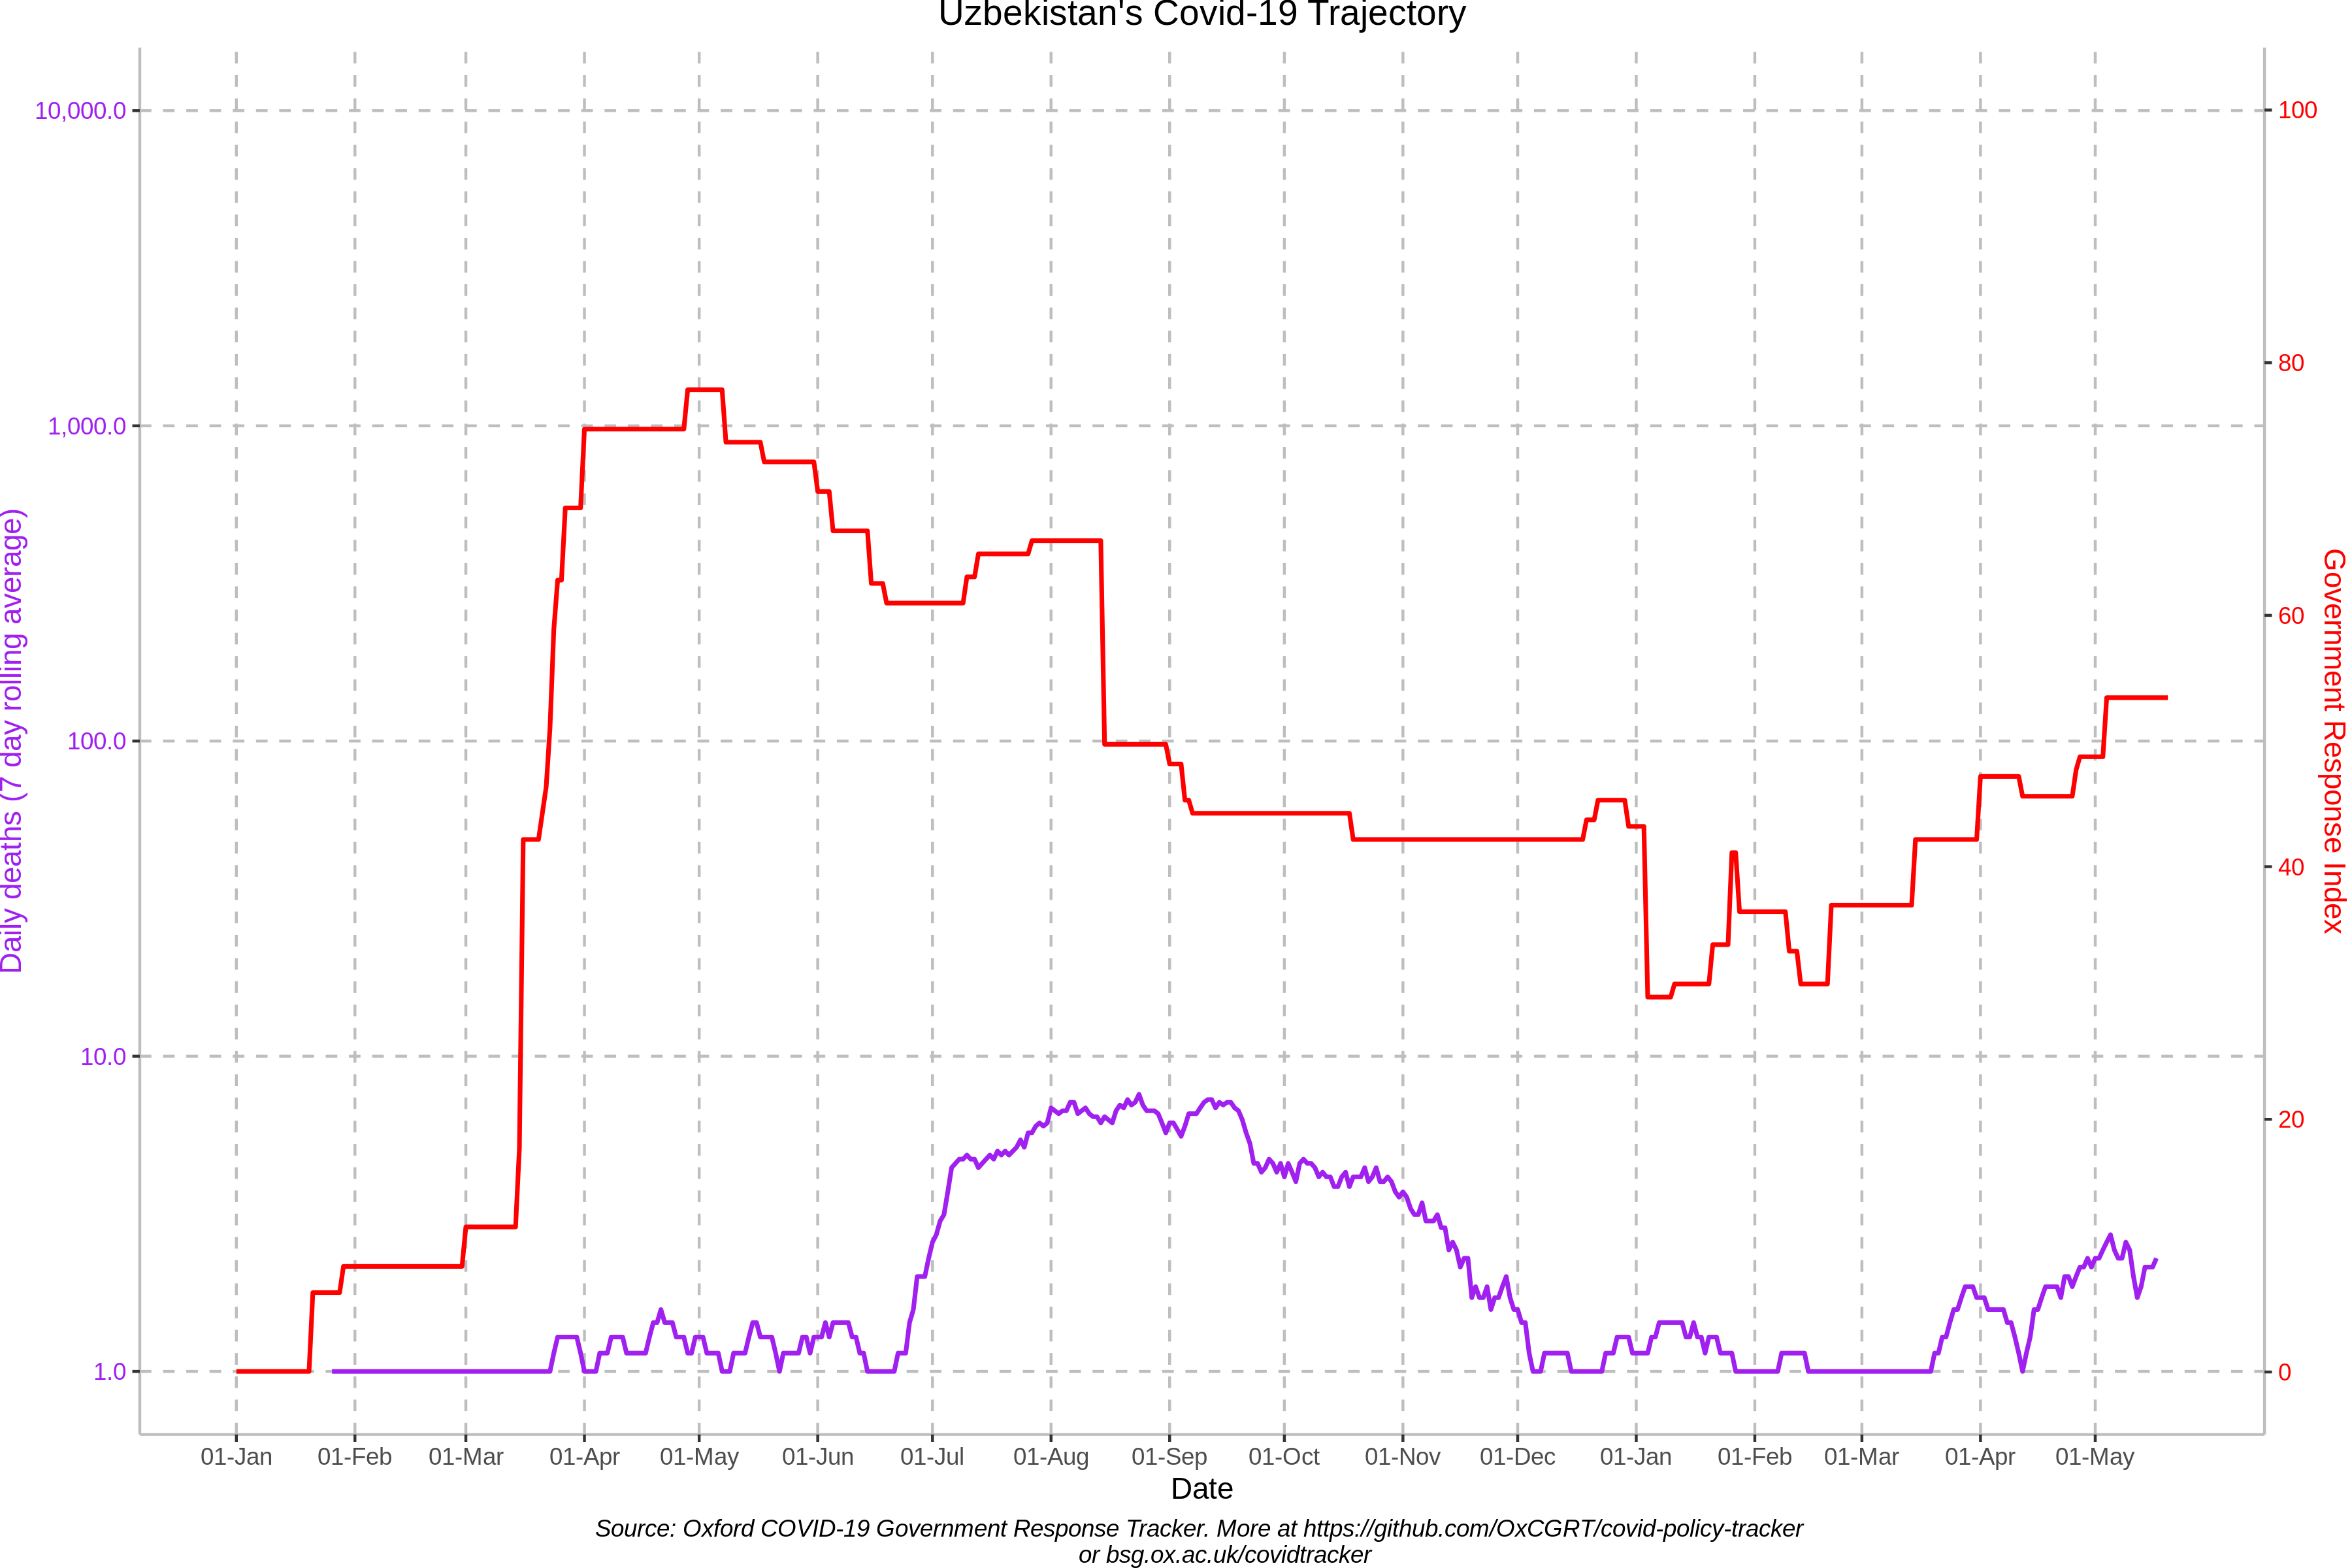 Uzbekistan's Covid-19 Trajectory
Daily deaths (7 day rolling average)
10,000.0
1,000.0
100.0
10.0
1.0
100
80
60
40
20
0
Government Response Index
01-Jan 01-Feb 01-Mar 01-Apr 01-May 01-Jun 01-Jul 01-Aug 01-Sep 01-Oct 01-Nov 01-Dec 01-Jan 01-Feb 01-Mar 01-Apr 01-May
Date
Source: Oxford COVID-19 Government Response Tracker. More at https://github.com/OxCGRT/covid-policy-tracker
or bsg.ox.ac.uk/covidtracker